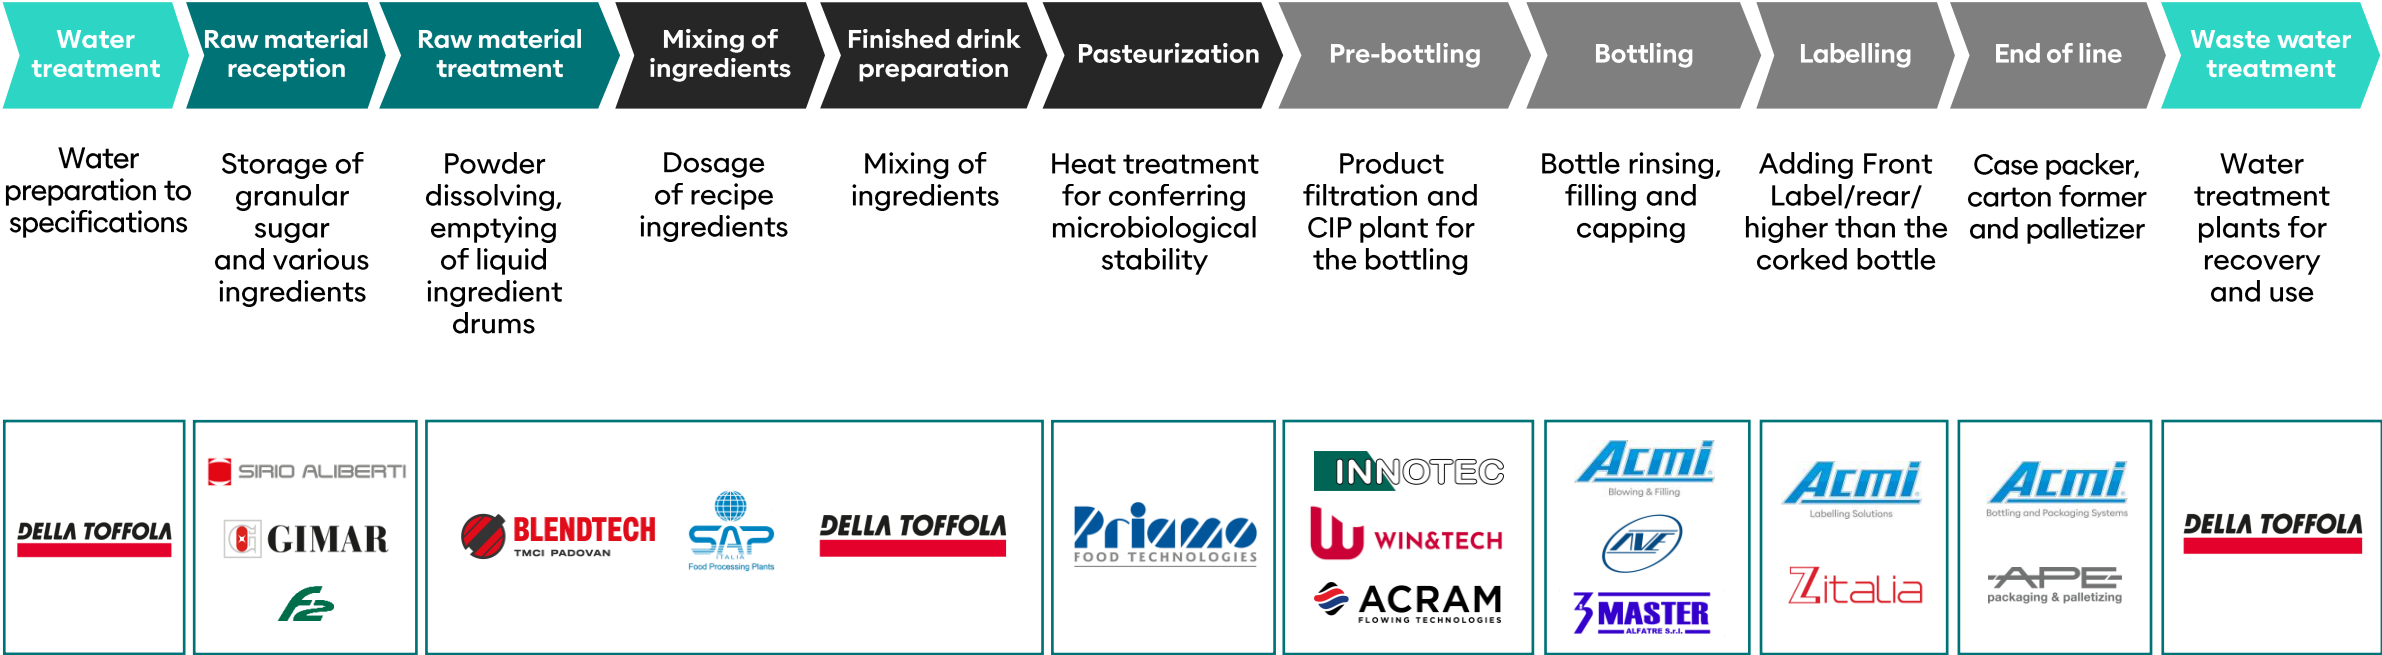 Water
treatment
Raw material
reception
Raw material
treatment
Mixing of
ingredients
Finished drink
preparation
Pasteurization
Pre-bottling
Bottling
Labelling
End of line
Waste water
treatment
Water
preparation to
specifications
Storage of
granular
sugar
and various
ingredients
Powder
dissolving,
emptying
of liquid
ingredient
drums
Dosage
of recipe
ingredients
Mixing of
ingredients
Heat treatment
for conferring
microbiological
stability
Product
filtration and
CIP plant for
the bottling
Bottle rinsing,
filling and
capping
Adding Front
Label/rear/
higher than the
corked bottle
Case packer,
carton former
and palletizer
Water
treatment
plants for
recovery
and use
DELLA TOFFOLA
SIRIO ALIBERTI
GIMAR
F2
BLENDTECH
TMCI PADOVAN
SAP
ITALIA
Food Processing Plants
DELLA TOFFOLA
Priamo
FOOD TECHNOLOGIES
INNOTEC
WIN&TECH
ACRAM
FLOWING TECHNOLOGIES
Acmi
Blowing & Filling
AVE
3 MASTER
ALFATRE S.r.l.
Acmi
Labelling Solutions
Zitalia
Acmi
Bottling and Packaging Systems
APE
packaging & palletizing
DELLA TOFFOLA